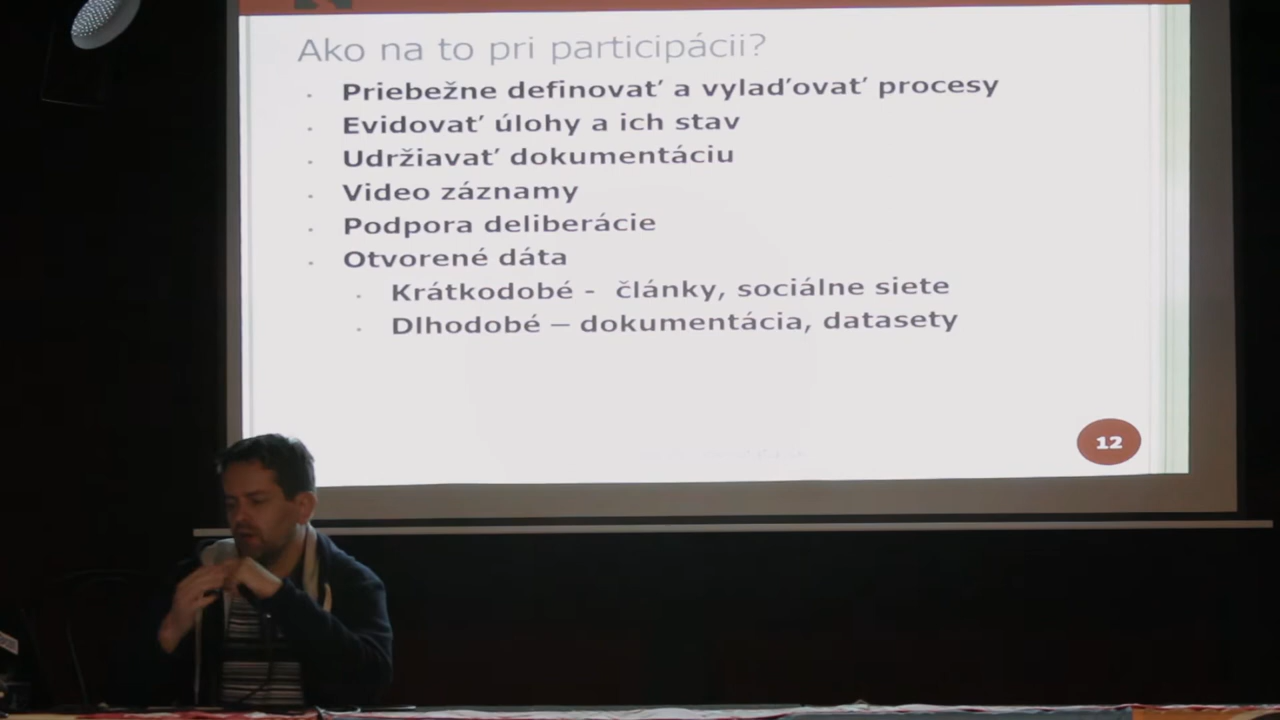 Ako na to pri participácii?
Priebežne definovať a vylaďovať procesy
Evidovať úlohy a ich stav
Udržiavať dokumentáciu
Video záznamy
Podpora deliberácie
Otvorené dáta
Krátkodobé - články, sociálne siete
Dlhodobé – dokumentácia, datasety
12